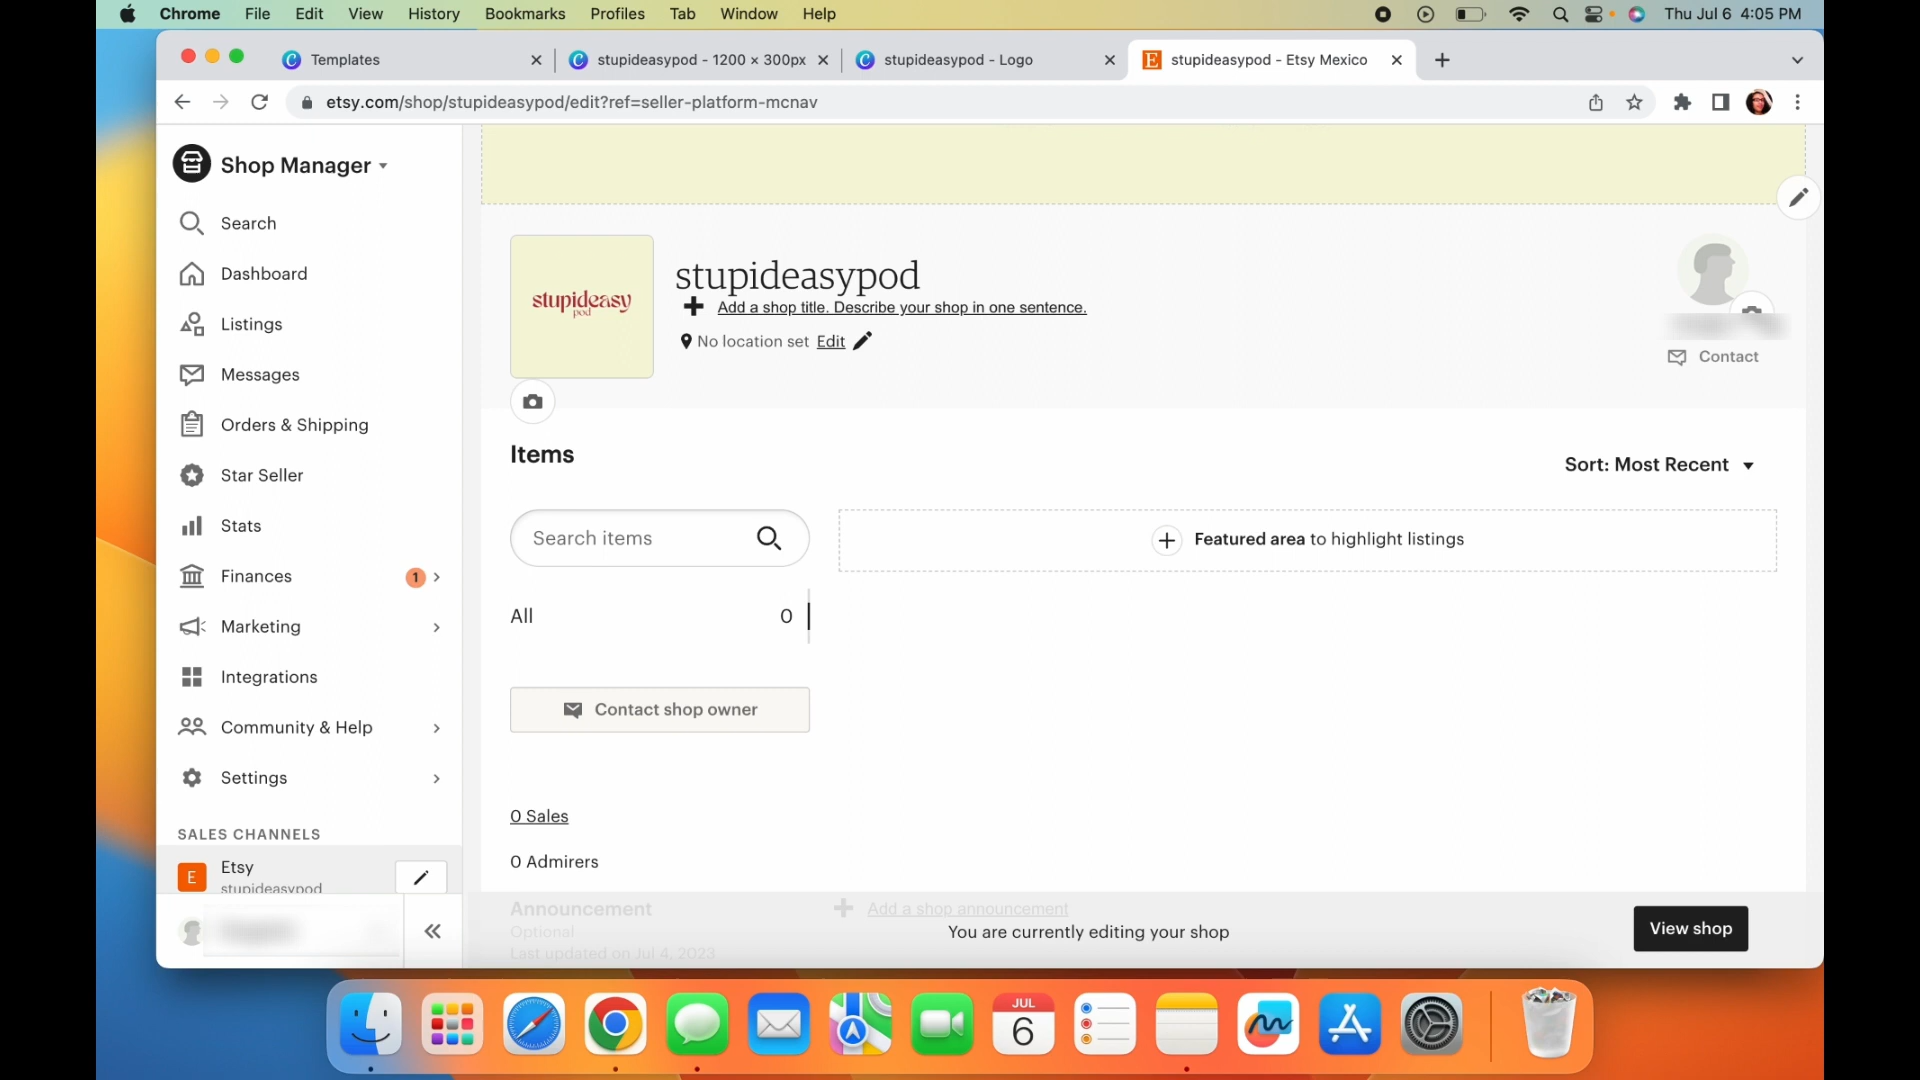 Chrome File Edit View History Bookmarks Profiles Tab Window Help Thu Jul 6 4:05 PM
Templates stupideasypod - 1200 × 300px stupideasypod - Logo stupideasypod - Etsy Mexico
etsy.com/shop/stupideasypod/edit?ref=seller-platform-mcnav
Shop Manager
Search
Dashboard
Listings
Messages
Orders & Shipping
Star Seller
Stats
Finances 1
Marketing
Integrations
Community & Help
Settings
SALES CHANNELS
E Etsy
stupideasypod
stupideasy
pod
stupideasypod
Add a shop title. Describe your shop in one sentence.
No location set Edit
Contact
Items
Sort: Most Recent
Search items
Featured area to highlight listings
All 0
Contact shop owner
0 Sales
0 Admirers
Announcement
Add a shop announcement
Optional
Last updated on Jul 4, 2023
You are currently editing your shop
View shop
JUL
6